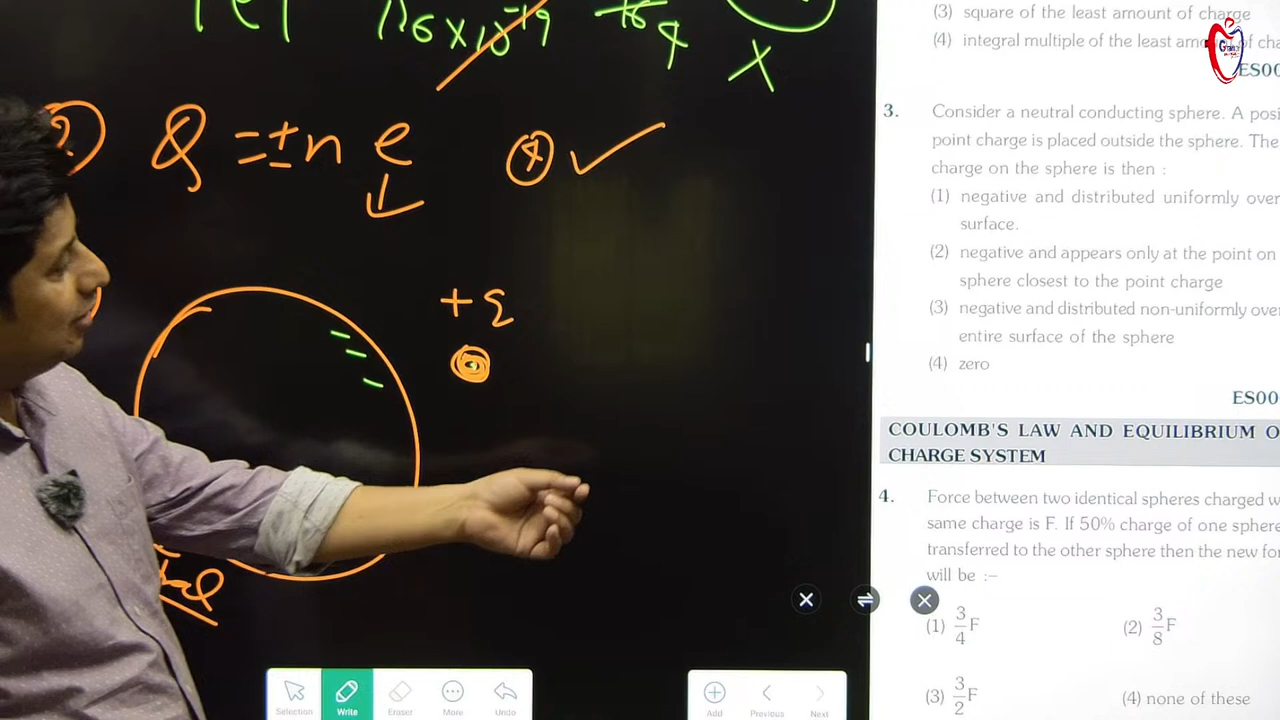 |e| 1.6 x 10^-19
4
X
(3) square of the least amount of charge
(4) integral multiple of the least amount of cha
ES00
Q = ± n e (4) ✓
3. Consider a neutral conducting sphere. A posi
point charge is placed outside the sphere. The
charge on the sphere is then :
(1) negative and distributed uniformly over
surface.
(2) negative and appears only at the point on
sphere closest to the point charge
(3) negative and distributed non-uniformly over
entire surface of the sphere
(4) zero
ES00
+q
COULOMB'S LAW AND EQUILIBRIUM O
CHARGE SYSTEM
4. Force between two identical spheres charged w
same charge is F. If 50% charge of one sphere
transferred to the other sphere then the new for
will be :–
(1) 3/4 F (2) 3/8 F
(3) 3/2 F (4) none of these
Selection Write Eraser More Undo Add Previous Next